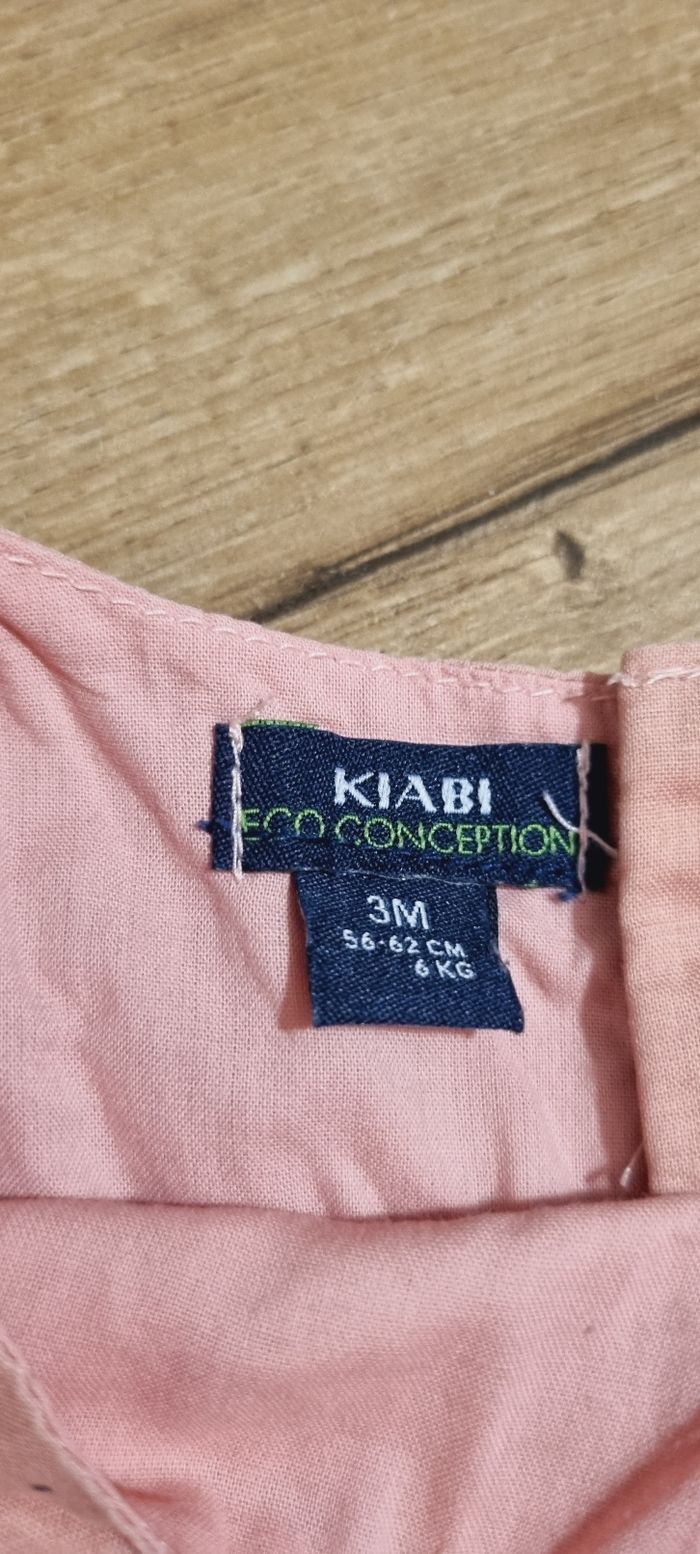 KIABI
ECO CONCEPTION
3M
56-62 CM
6 KG